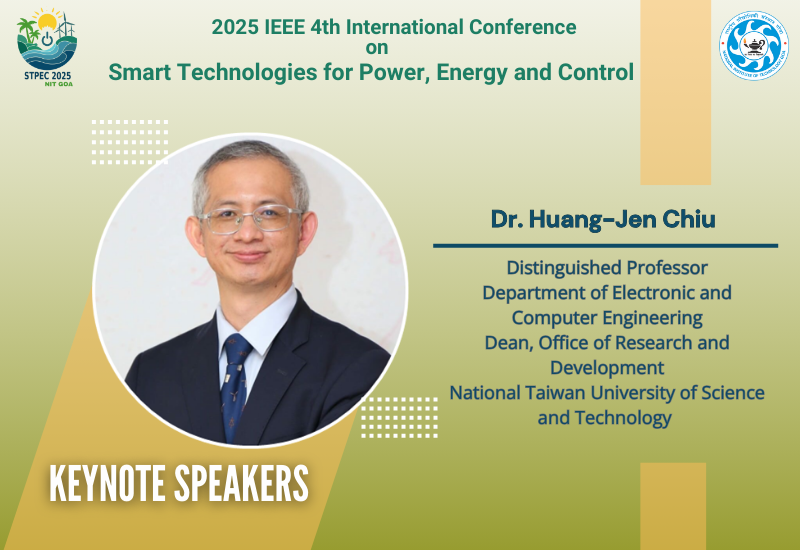 2025 IEEE 4th International Conference
on
Smart Technologies for Power, Energy and Control
STPEC 2025
NIT GOA
Dr. Huang-Jen Chiu
Distinguished Professor
Department of Electronic and
Computer Engineering
Dean, Office of Research and
Development
National Taiwan University of Science
and Technology
KEYNOTE SPEAKERS